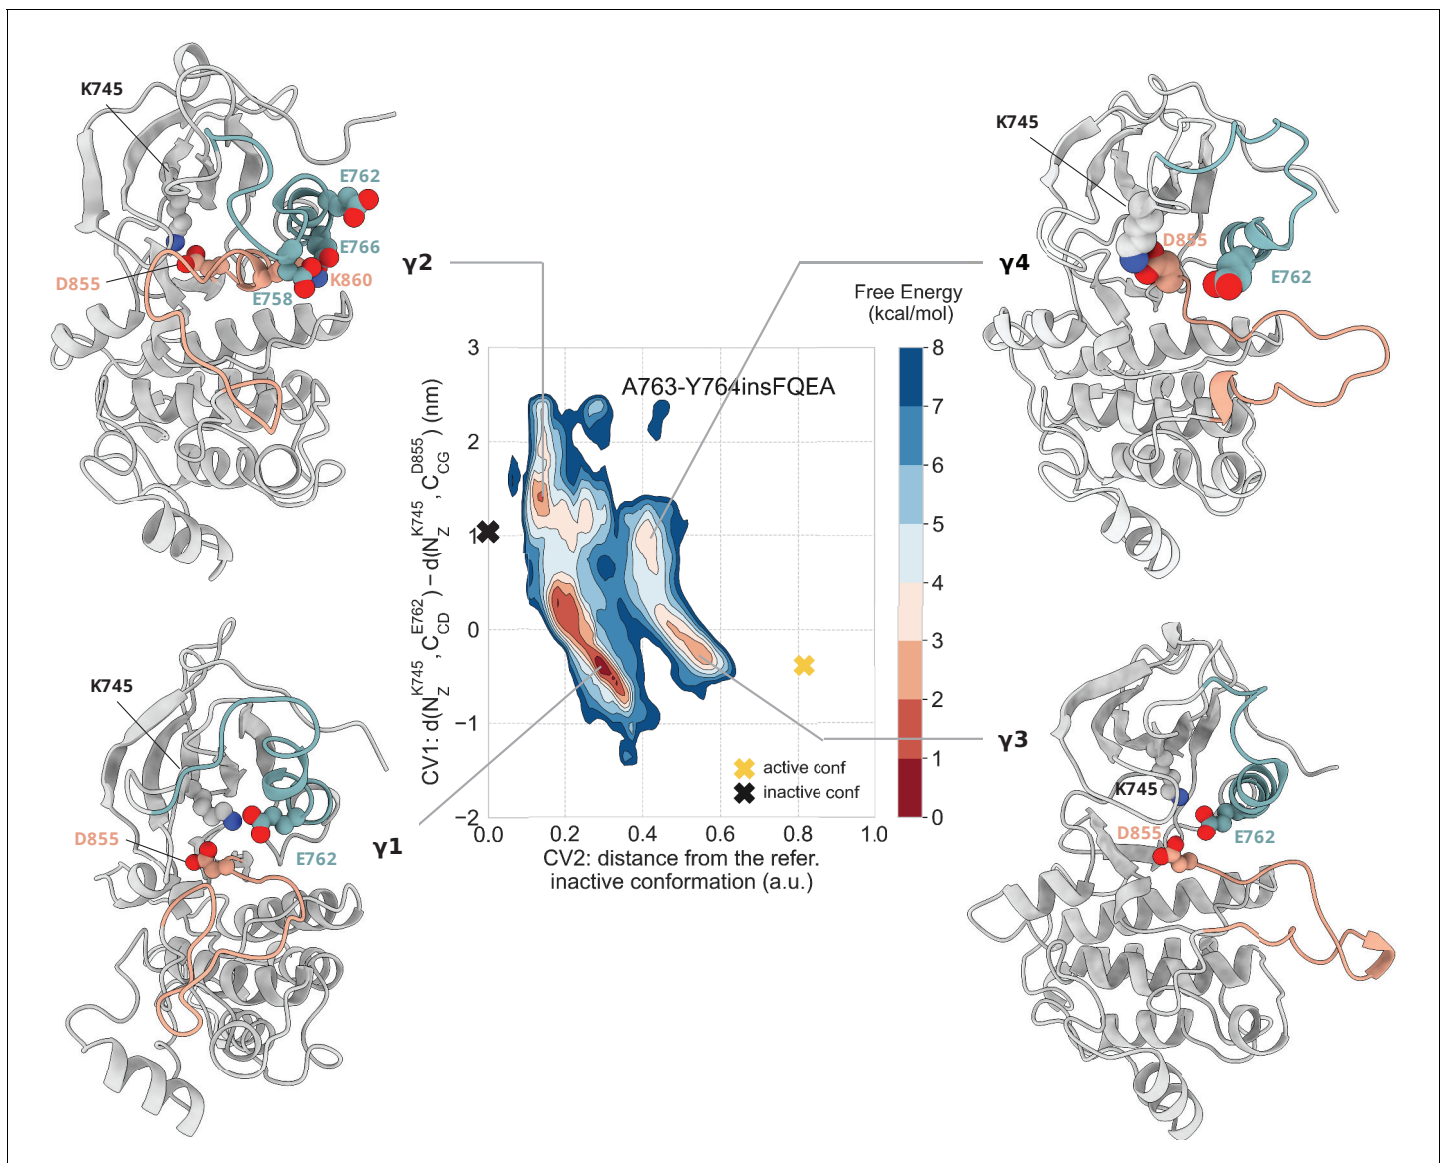 K745
E762
E766
D855
K860
E758
γ2
K745
D855
E762
γ4
Free Energy
(kcal/mol)
A763-Y764insFQEA
CV1: d(N_Z^K745, C_CD^E762) − d(N_Z^K745, C_CG^D855) (nm)
3
2
1
0
−1
−2
0.0 0.2 0.4 0.6 0.8 1.0
CV2: distance from the refer.
inactive conformation (a.u.)
active conf
inactive conf
8
7
6
5
4
3
2
1
0
K745
D855
E762
γ1
γ3
K745
D855
E762